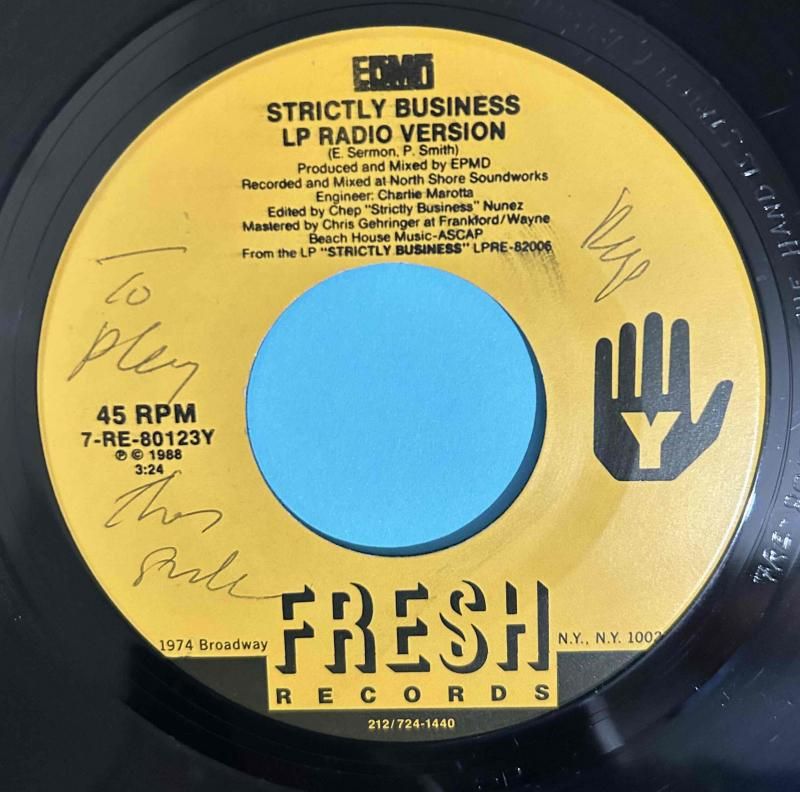 EPMD
STRICTLY BUSINESS
LP RADIO VERSION
(E. Sermon, P. Smith)
Produced and Mixed by EPMD
Recorded and Mixed at North Shore Soundworks
Engineer: Charlie Marotta
Edited by Chep "Strictly Business" Nunez
Mastered by Chris Gehringer at Frankford/Wayne
Beach House Music-ASCAP
From the LP "STRICTLY BUSINESS" LPRE-82006
To
play
45 RPM
7-RE-80123Y
℗ © 1988
3:24
this
Y
FRESH
1974 Broadway
N.Y., N.Y. 1002
RECORDS
212/724-1440